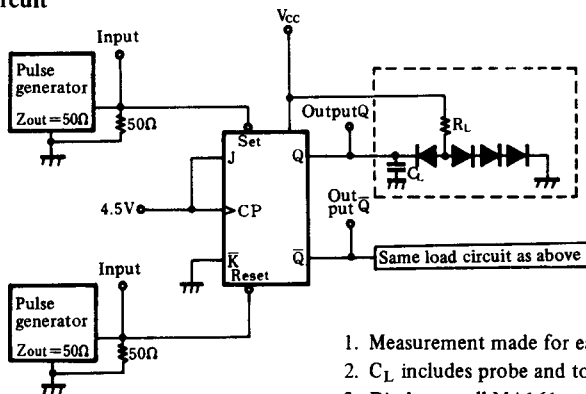 rcuit
Vcc
Input
Pulse
generator
Zout=50Ω
50Ω
Output Q
RL
CL
Set
J
Q
4.5V
CP
Out
put Q̅
K̅
Q̅
Reset
Same load circuit as above
Input
Pulse
generator
Zout=50Ω
50Ω
1. Measurement made for ea
2. CL includes probe and to